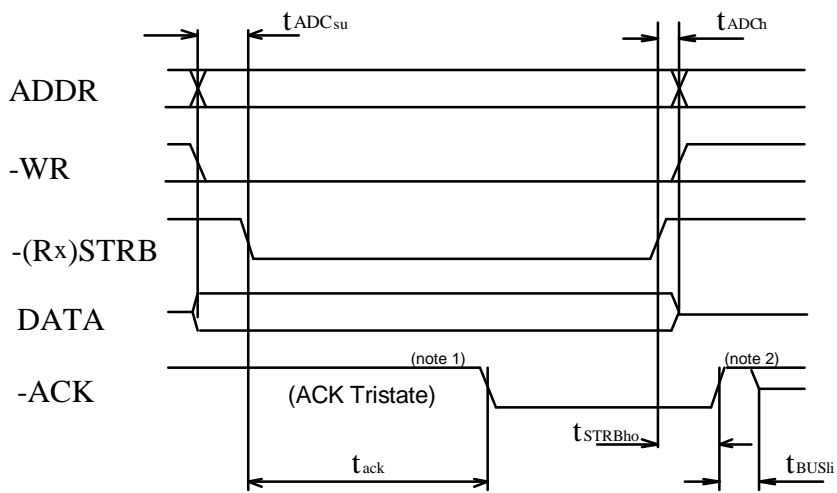 tADCsu
tADCh
ADDR
-WR
-(Rx)STRB
DATA
(note 1)
(note 2)
-ACK
(ACK Tristate)
tSTRBho
tack
tBUSli